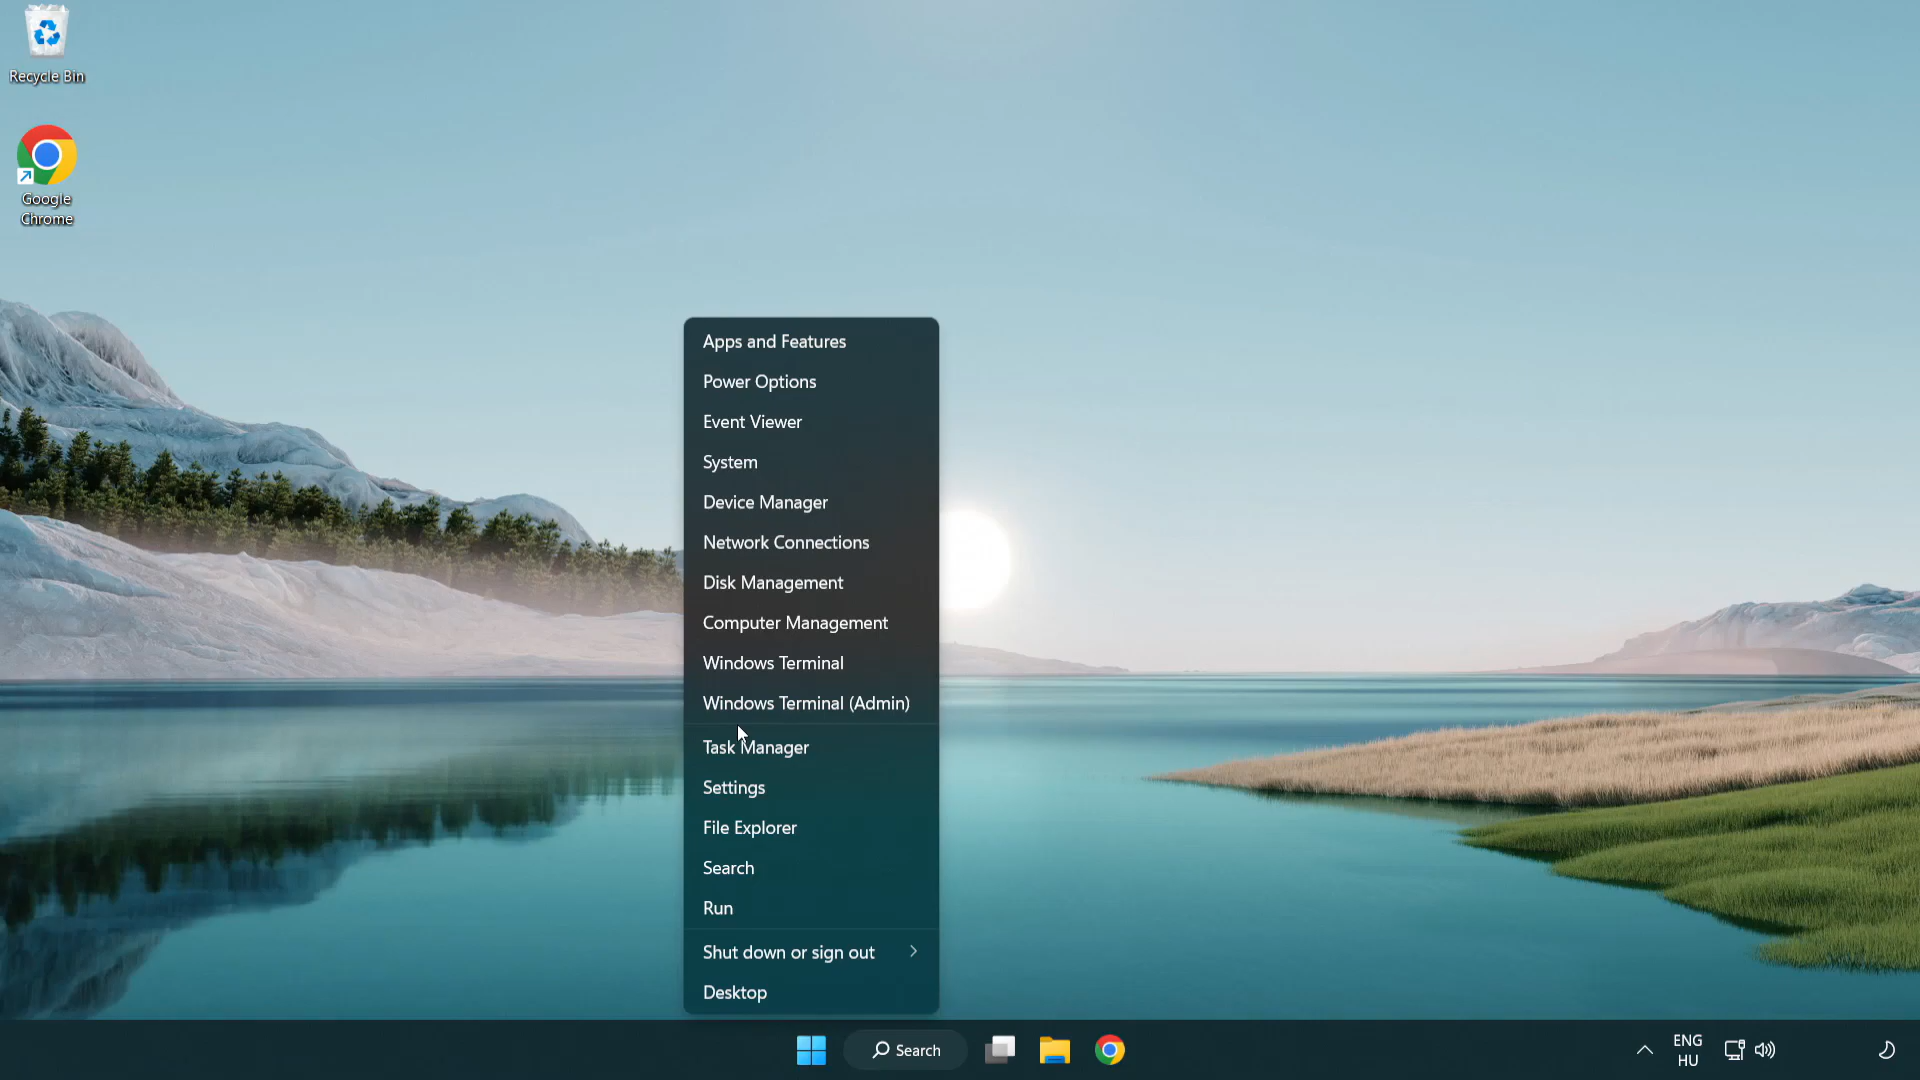 Recycle Bin
Google
Chrome
Apps and Features
Power Options
Event Viewer
System
Device Manager
Network Connections
Disk Management
Computer Management
Windows Terminal
Windows Terminal (Admin)
Task Manager
Settings
File Explorer
Search
Run
Shut down or sign out
Desktop
Search
ENG
HU